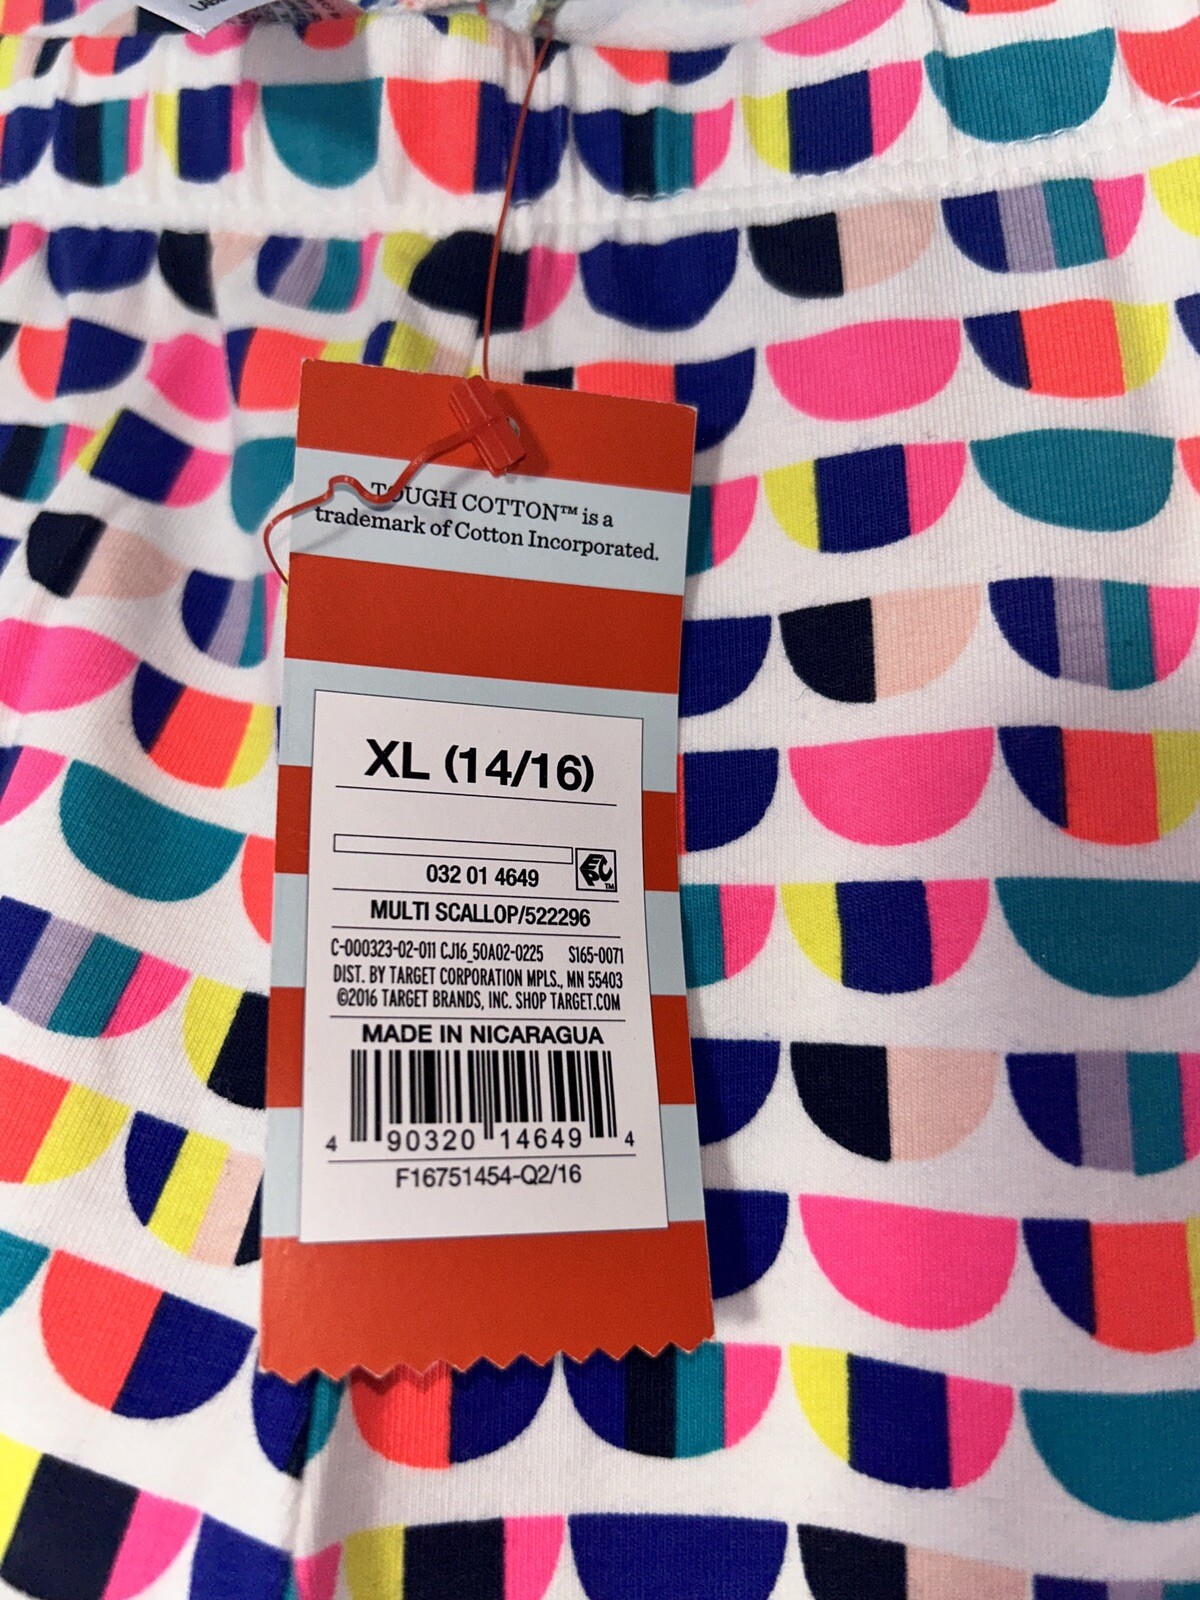 TOUGH COTTON™ is a
trademark of Cotton Incorporated.
XL (14/16)
032 01 4649
EPC™
MULTI SCALLOP/522296
C-000323-02-011 CJ16_50A02-0225 S165-0071
DIST. BY TARGET CORPORATION MPLS., MN 55403
©2016 TARGET BRANDS, INC. SHOP TARGET.COM
MADE IN NICARAGUA
4 90320 14649 4
F16751454-Q2/16